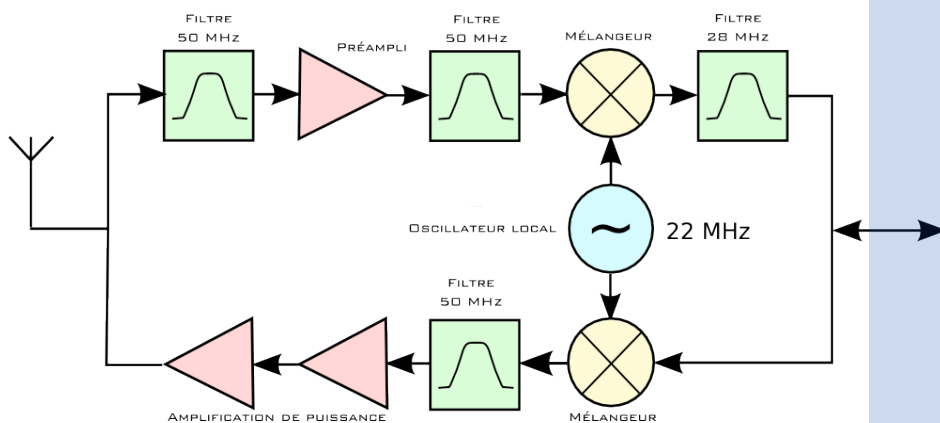 Filtre
50 MHz
Préampli
Filtre
50 MHz
Mélangeur
Filtre
28 MHz
Oscillateur local
22 MHz
Filtre
50 MHz
Amplification de puissance
Mélangeur